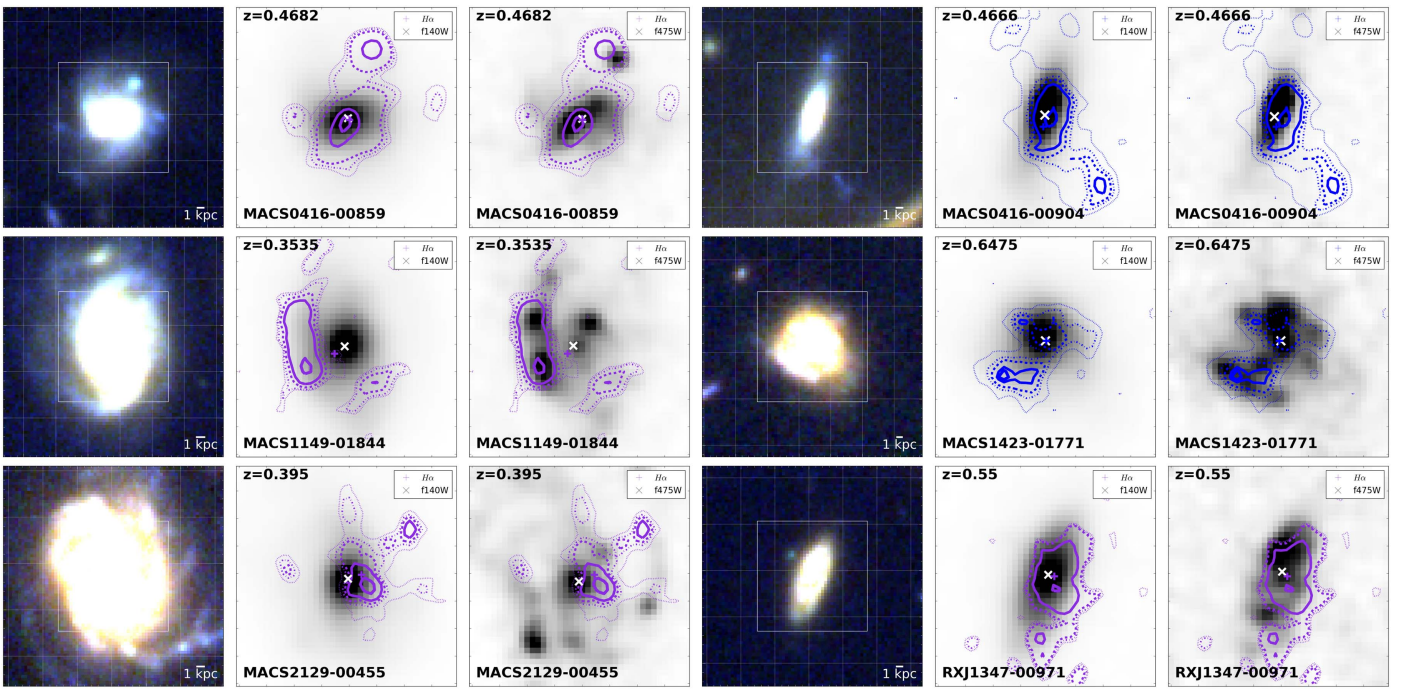 1 kpc
z=0.4682
Hα
f140W
MACS0416-00859
z=0.4682
Hα
f475W
MACS0416-00859
1 kpc
z=0.4666
Hα
f140W
MACS0416-00904
z=0.4666
Hα
f475W
MACS0416-00904
1 kpc
z=0.3535
Hα
f140W
MACS1149-01844
z=0.3535
Hα
f475W
MACS1149-01844
1 kpc
z=0.6475
Hα
f140W
MACS1423-01771
z=0.6475
Hα
f475W
MACS1423-01771
1 kpc
z=0.395
Hα
f140W
MACS2129-00455
z=0.395
Hα
f475W
MACS2129-00455
1 kpc
z=0.55
Hα
f140W
RXJ1347-00971
z=0.55
Hα
f475W
RXJ1347-00971